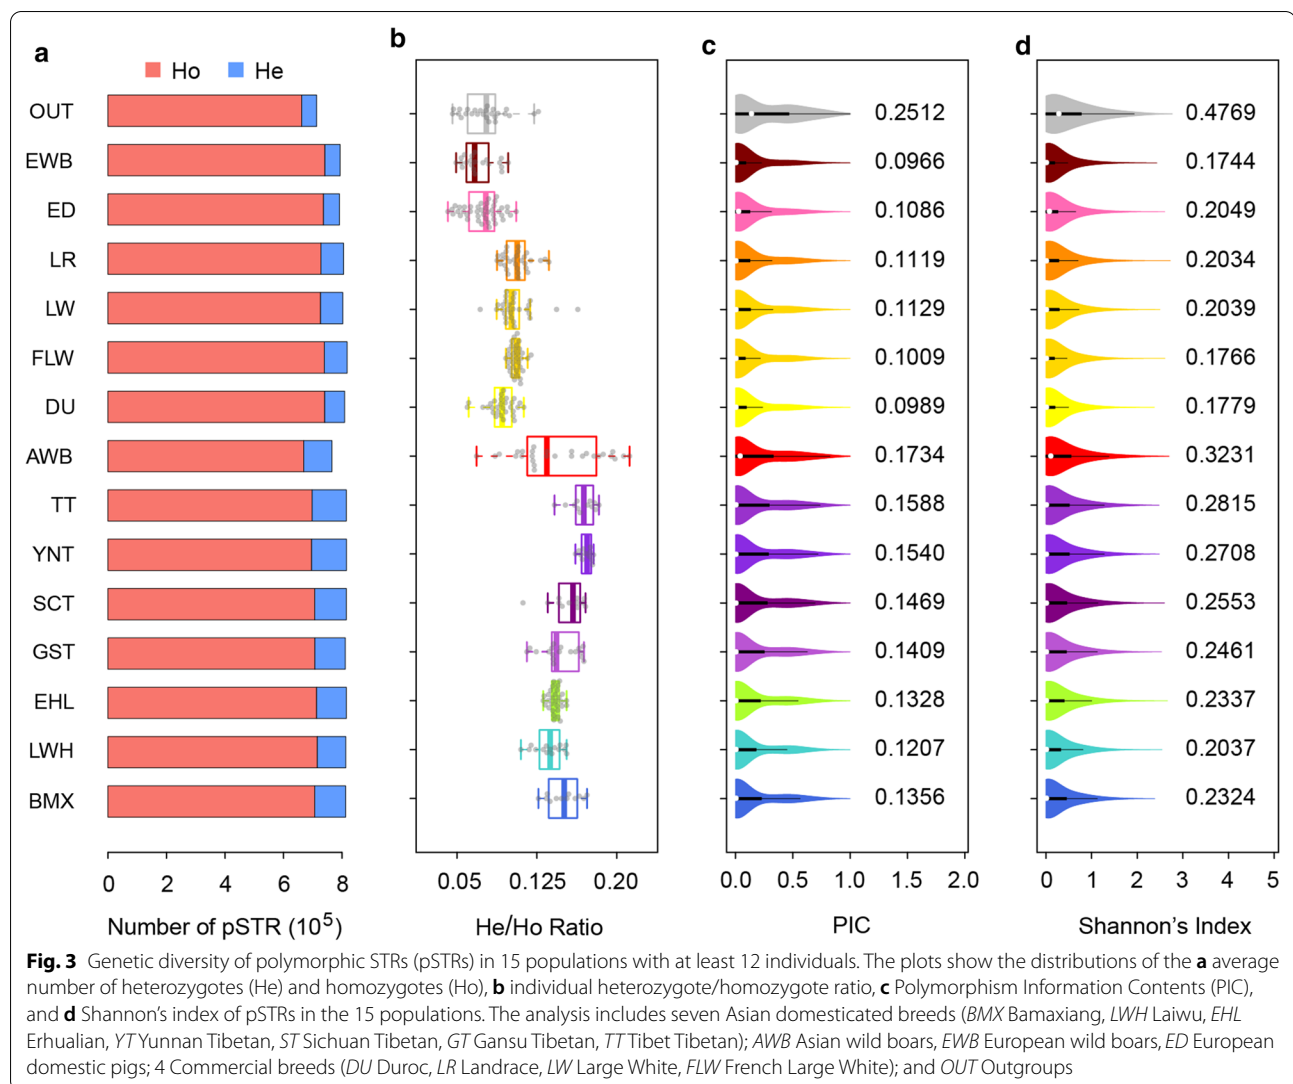 a
b
c
d
Ho He
OUT 0.2512 0.4769
EWB 0.0966 0.1744
ED 0.1086 0.2049
LR 0.1119 0.2034
LW 0.1129 0.2039
FLW 0.1009 0.1766
DU 0.0989 0.1779
AWB 0.1734 0.3231
TT 0.1588 0.2815
YNT 0.1540 0.2708
SCT 0.1469 0.2553
GST 0.1409 0.2461
EHL 0.1328 0.2337
LWH 0.1207 0.2037
BMX 0.1356 0.2324
0 2 4 6 8 0.05 0.125 0.20 0.0 0.5 1.0 1.5 2.0 0 1 2 3 4 5
Number of pSTR (10⁵) He/Ho Ratio PIC Shannon's Index
Fig. 3 Genetic diversity of polymorphic STRs (pSTRs) in 15 populations with at least 12 individuals. The plots show the distributions of the a average
number of heterozygotes (He) and homozygotes (Ho), b individual heterozygote/homozygote ratio, c Polymorphism Information Contents (PIC),
and d Shannon's index of pSTRs in the 15 populations. The analysis includes seven Asian domesticated breeds (BMX Bamaxiang, LWH Laiwu, EHL
Erhualian, YT Yunnan Tibetan, ST Sichuan Tibetan, GT Gansu Tibetan, TT Tibet Tibetan); AWB Asian wild boars, EWB European wild boars, ED European
domestic pigs; 4 Commercial breeds (DU Duroc, LR Landrace, LW Large White, FLW French Large White); and OUT Outgroups